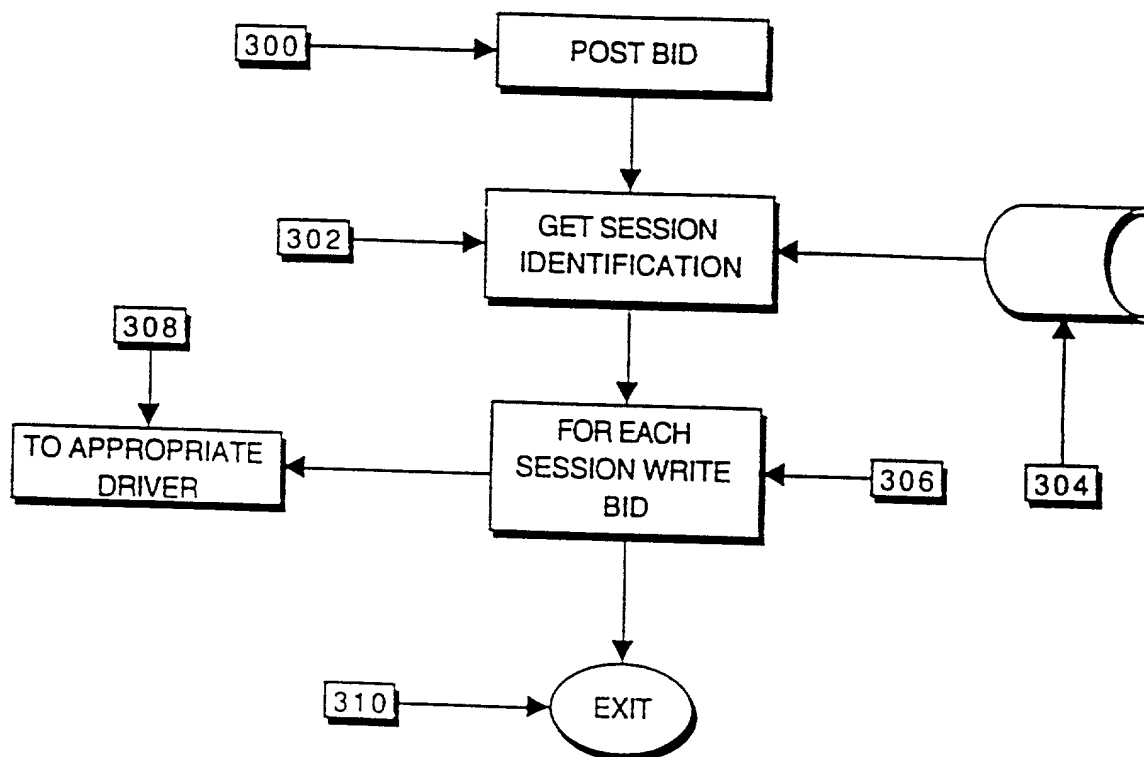 300
POST BID
302
GET SESSION
IDENTIFICATION
308
TO APPROPRIATE
DRIVER
FOR EACH
SESSION WRITE
BID
306
304
310
EXIT